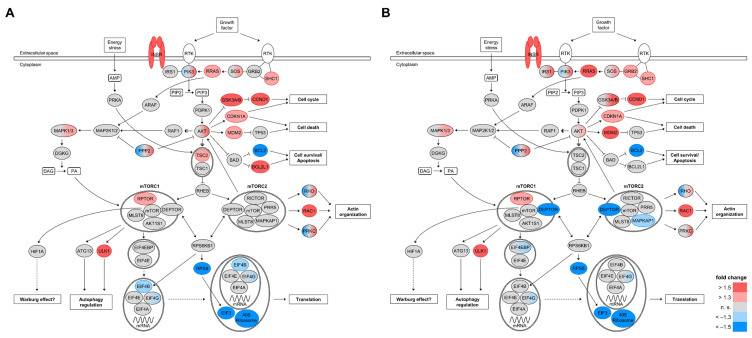 A
Growth factor
Energy stress
IGF1R
RTK
RTK
Extracellular space
Cytoplasm
IRS1
PIK3
RRAS
SOS
GRB2
SHC1
AMP
PIP2
PIP3
PRKA
ARAF
PDPK1
GSK3A/B
CCND1
Cell cycle
CDKN1A
MAPK1/3
MAP2K1/2
RAF1
AKT
MDM2
TP53
Cell death
PPP2
DGKG
TSC2
TSC1
BAD
BCL2
BCL2L1
Cell survival/
Apoptosis
DAG
PA
RHEB
mTORC1
mTORC2
RPTOR
mTOR
DEPTOR
MLST8
AKT1S1
RICTOR
DEPTOR
mTOR
PRR5
MLST8
MAPKAP1
RHO
RAC1
PRKC
Actin
organization
HIF1A
ATG13
ULK1
EIF4EBP
EIF4E
RPS6KB1
RPS6
EIF4B
EIF4E
EIF4G
EIF4A
mRNA
EIF4B
EIF4E
EIF4G
EIF4A
mRNA
EIF3
40S
Ribosome
Warburg effect?
Autophagy
regulation
Translation
B
Growth factor
Energy stress
IGF1R
RTK
RTK
Extracellular space
Cytoplasm
IRS1
PIK3
RRAS
SOS
GRB2
SHC1
AMP
PIP2
PIP3
PRKA
ARAF
PDPK1
GSK3A/B
CCND1
Cell cycle
CDKN1A
MAPK1/3
MAP2K1/2
RAF1
AKT
MDM2
TP53
Cell death
PPP2
DGKG
TSC2
TSC1
BAD
BCL2
BCL2L1
Cell survival/
Apoptosis
DAG
PA
RHEB
mTORC1
mTORC2
RPTOR
mTOR
DEPTOR
MLST8
AKT1S1
RICTOR
DEPTOR
mTOR
PRR5
MLST8
MAPKAP1
RHO
RAC1
PRKC
Actin
organization
HIF1A
ATG13
ULK1
EIF4EBP
EIF4E
RPS6KB1
RPS6
EIF4B
EIF4E
EIF4G
EIF4A
mRNA
EIF4B
EIF4E
EIF4G
EIF4A
mRNA
EIF3
40S
Ribosome
Warburg effect?
Autophagy
regulation
Translation
fold change
> 1.5
> 1.3
n. s.
< −1.3
< −1.5